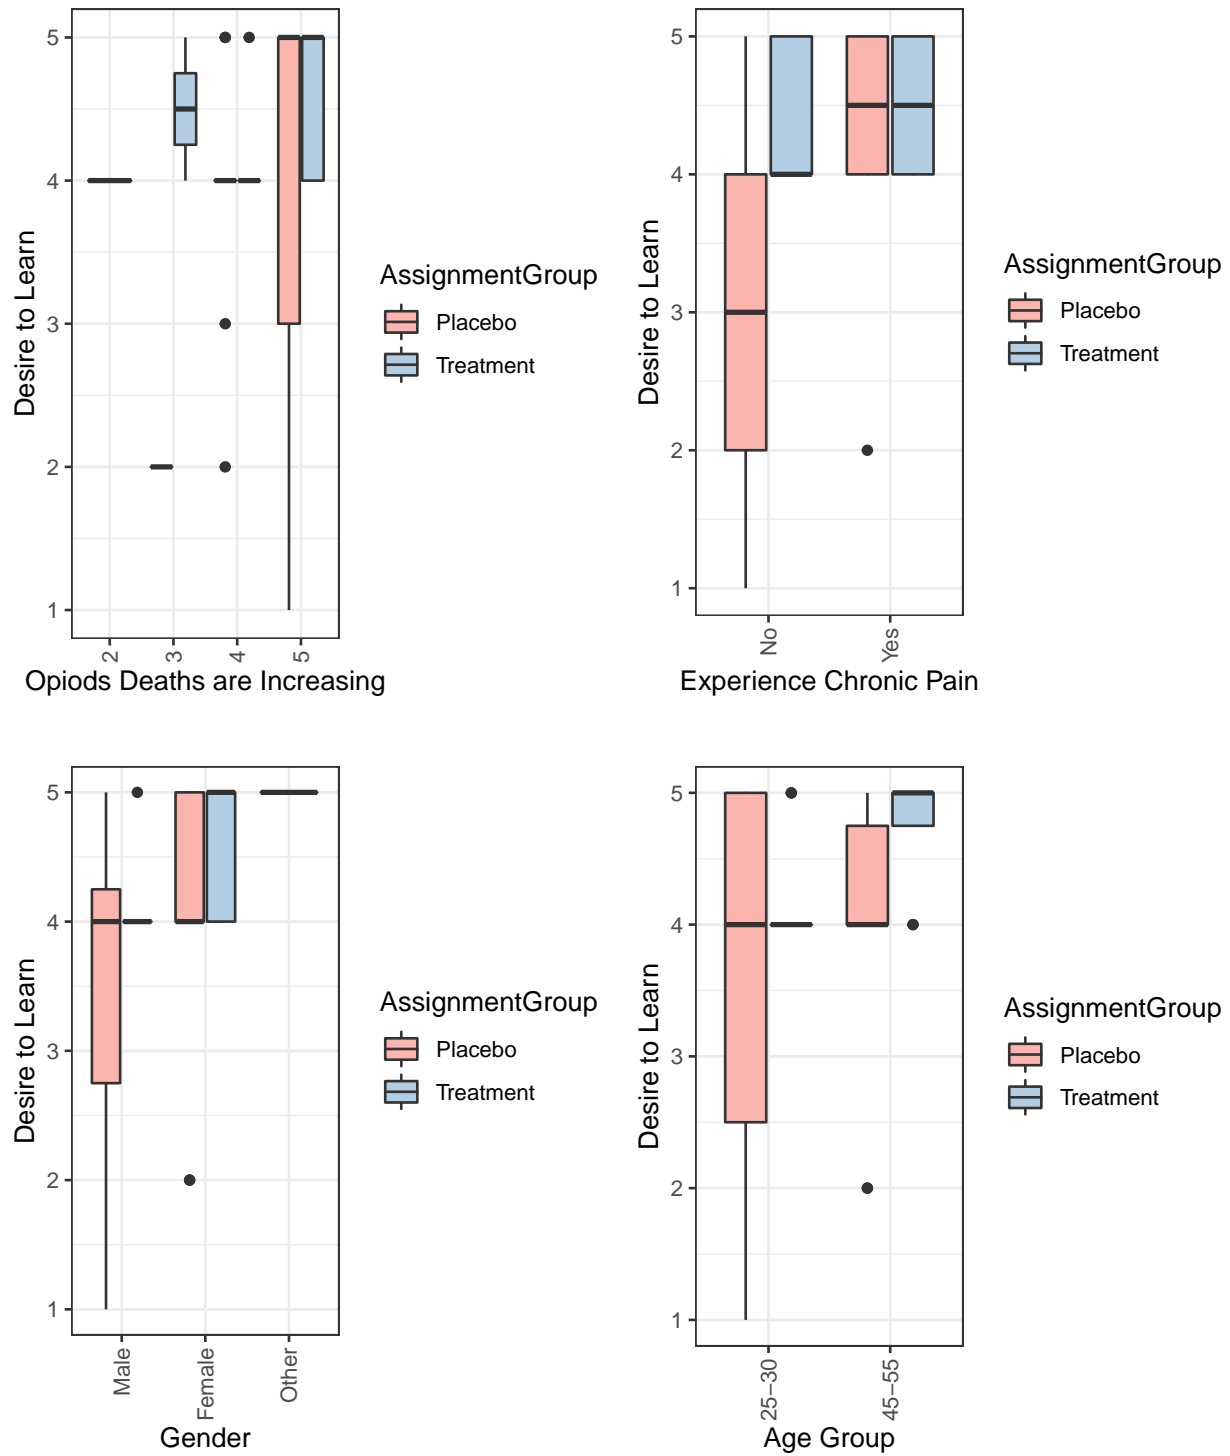 5
4
3
2
1
Desire to Learn
2
3
4
5
Opiods Deaths are Increasing
AssignmentGroup
Placebo
Treatment
5
4
3
2
1
Desire to Learn
No
Yes
Experience Chronic Pain
AssignmentGroup
Placebo
Treatment
5
4
3
2
1
Desire to Learn
Male
Female
Other
Gender
AssignmentGroup
Placebo
Treatment
5
4
3
2
1
Desire to Learn
25−30
45−55
Age Group
AssignmentGroup
Placebo
Treatment